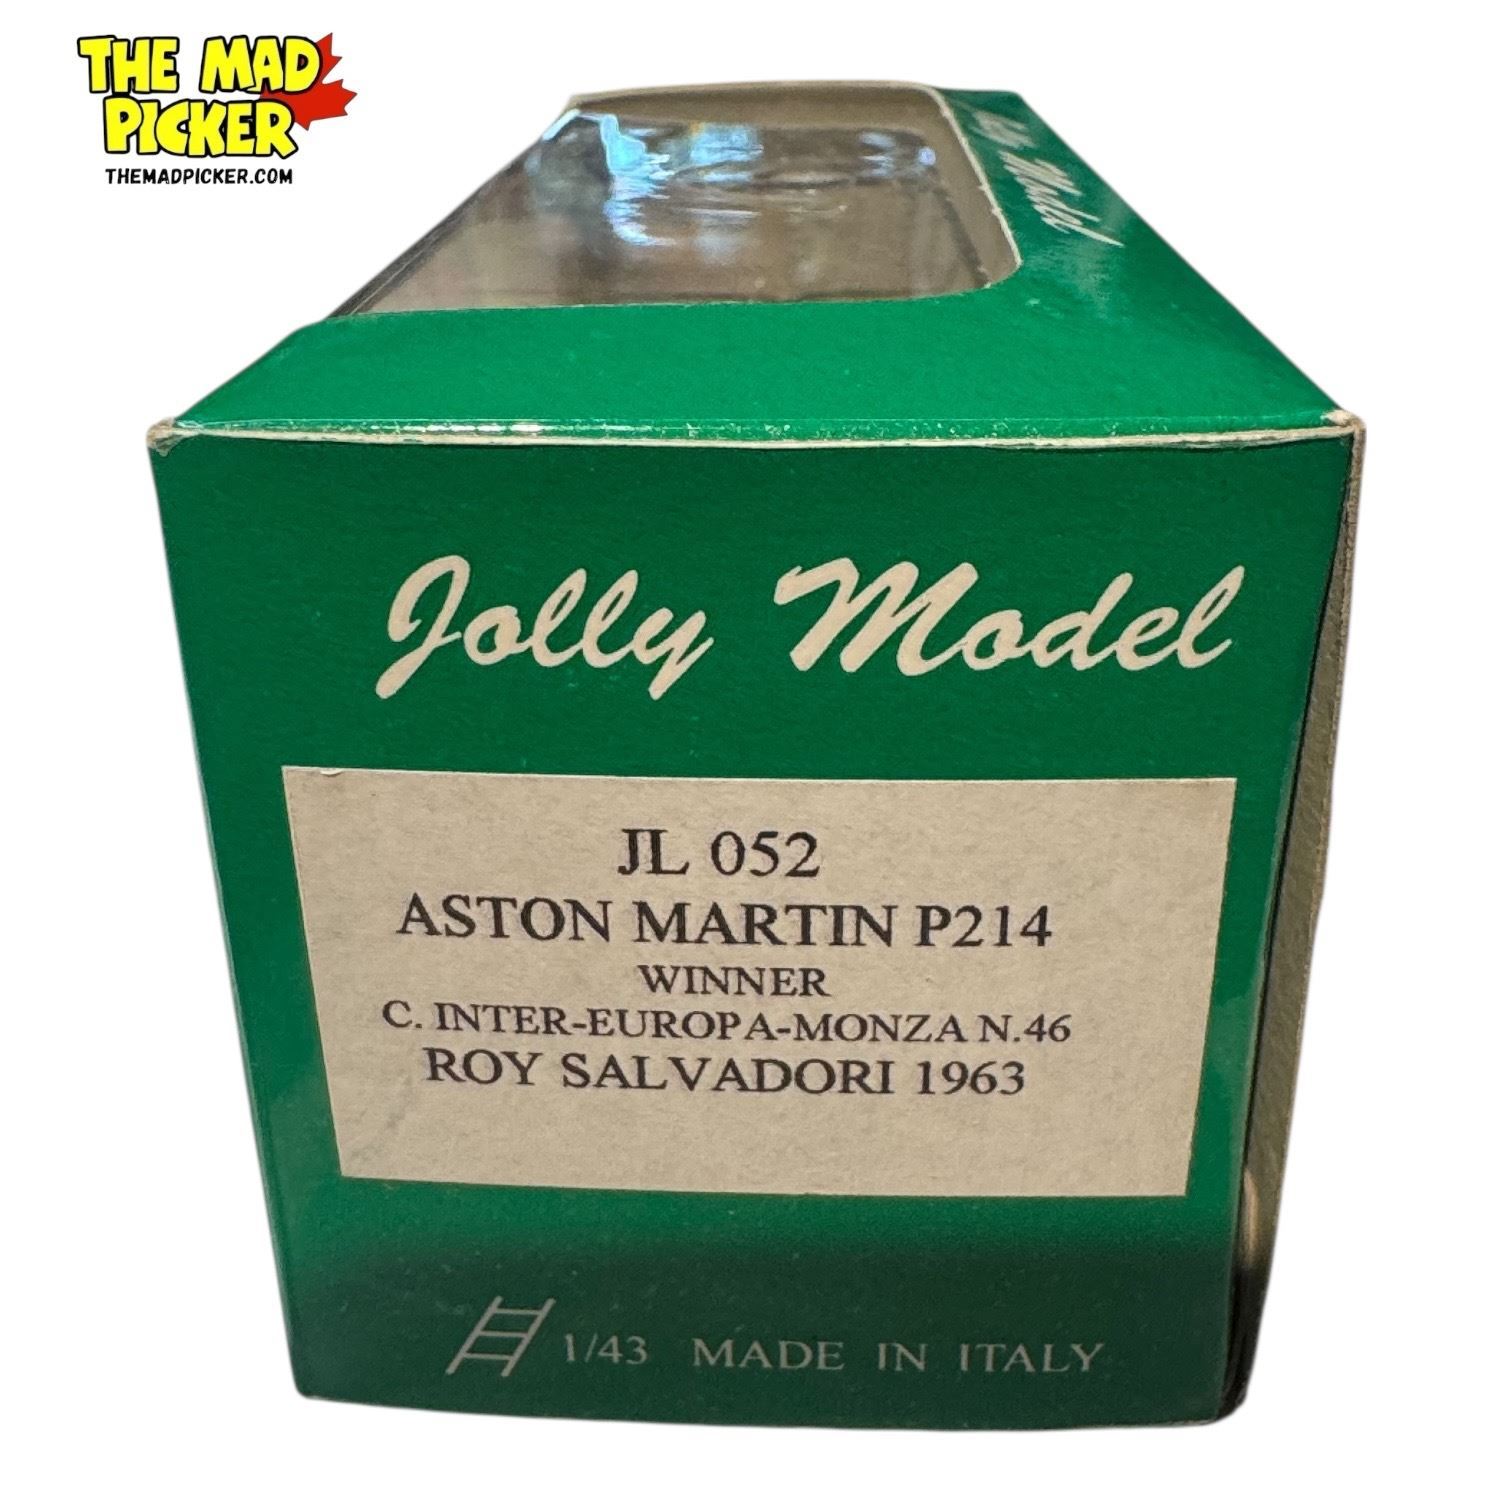 THE MAD
PICKER
THEMADPICKER.COM
Model
Jolly Model
JL 052
ASTON MARTIN P214
WINNER
C. INTER-EUROPA-MONZA N.46
ROY SALVADORI 1963
1/43 MADE IN ITALY